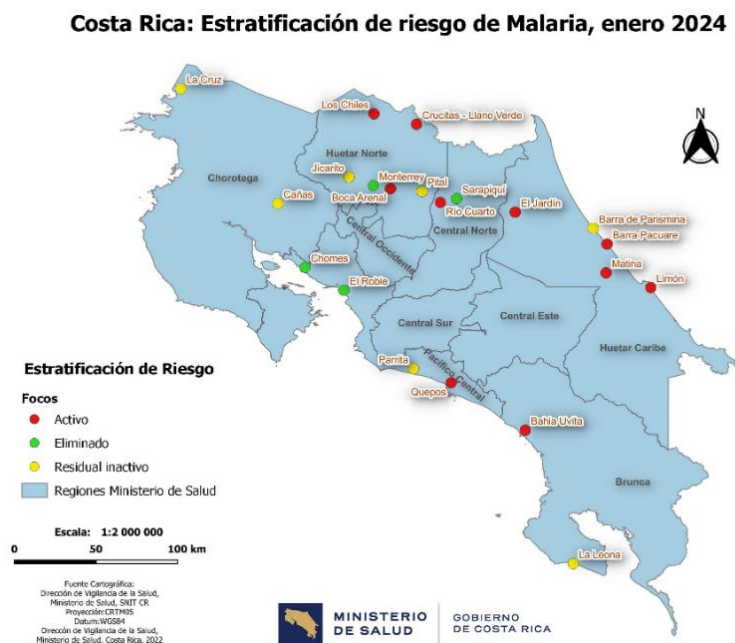 Costa Rica: Estratificación de riesgo de Malaria, enero 2024
La Cruz
N
Los Chiles
Crucitas - Llano Verde
Huetar Norte
Jicarito
Monterrey
Pital
Sarapiquí
Chorotega
Boca Arenal
Cañas
Río Cuarto
El Jardín
Barra de Parismina
Central Norte
Barra Pacuare
Central Occidente
Chomes
Matina
Limón
El Roble
Central Sur
Central Este
Huetar Caribe
Parrita
Pacífico Central
Quepos
Bahía Uvita
Brunca
La Leona
Estratificación de Riesgo
Focos
Activo
Eliminado
Residual inactivo
Regiones Ministerio de Salud
Escala: 1:2 000 000
0 50 100 km
Fuente Cartográfica:
Dirección de Vigilancia de la Salud,
Ministerio de Salud, SNIT CR
Proyección:CRTM05
Datum:WGS84
Dirección de Vigilancia de la Salud,
Ministerio de Salud. Costa Rica, 2022
MINISTERIO
DE SALUD
GOBIERNO
DE COSTA RICA